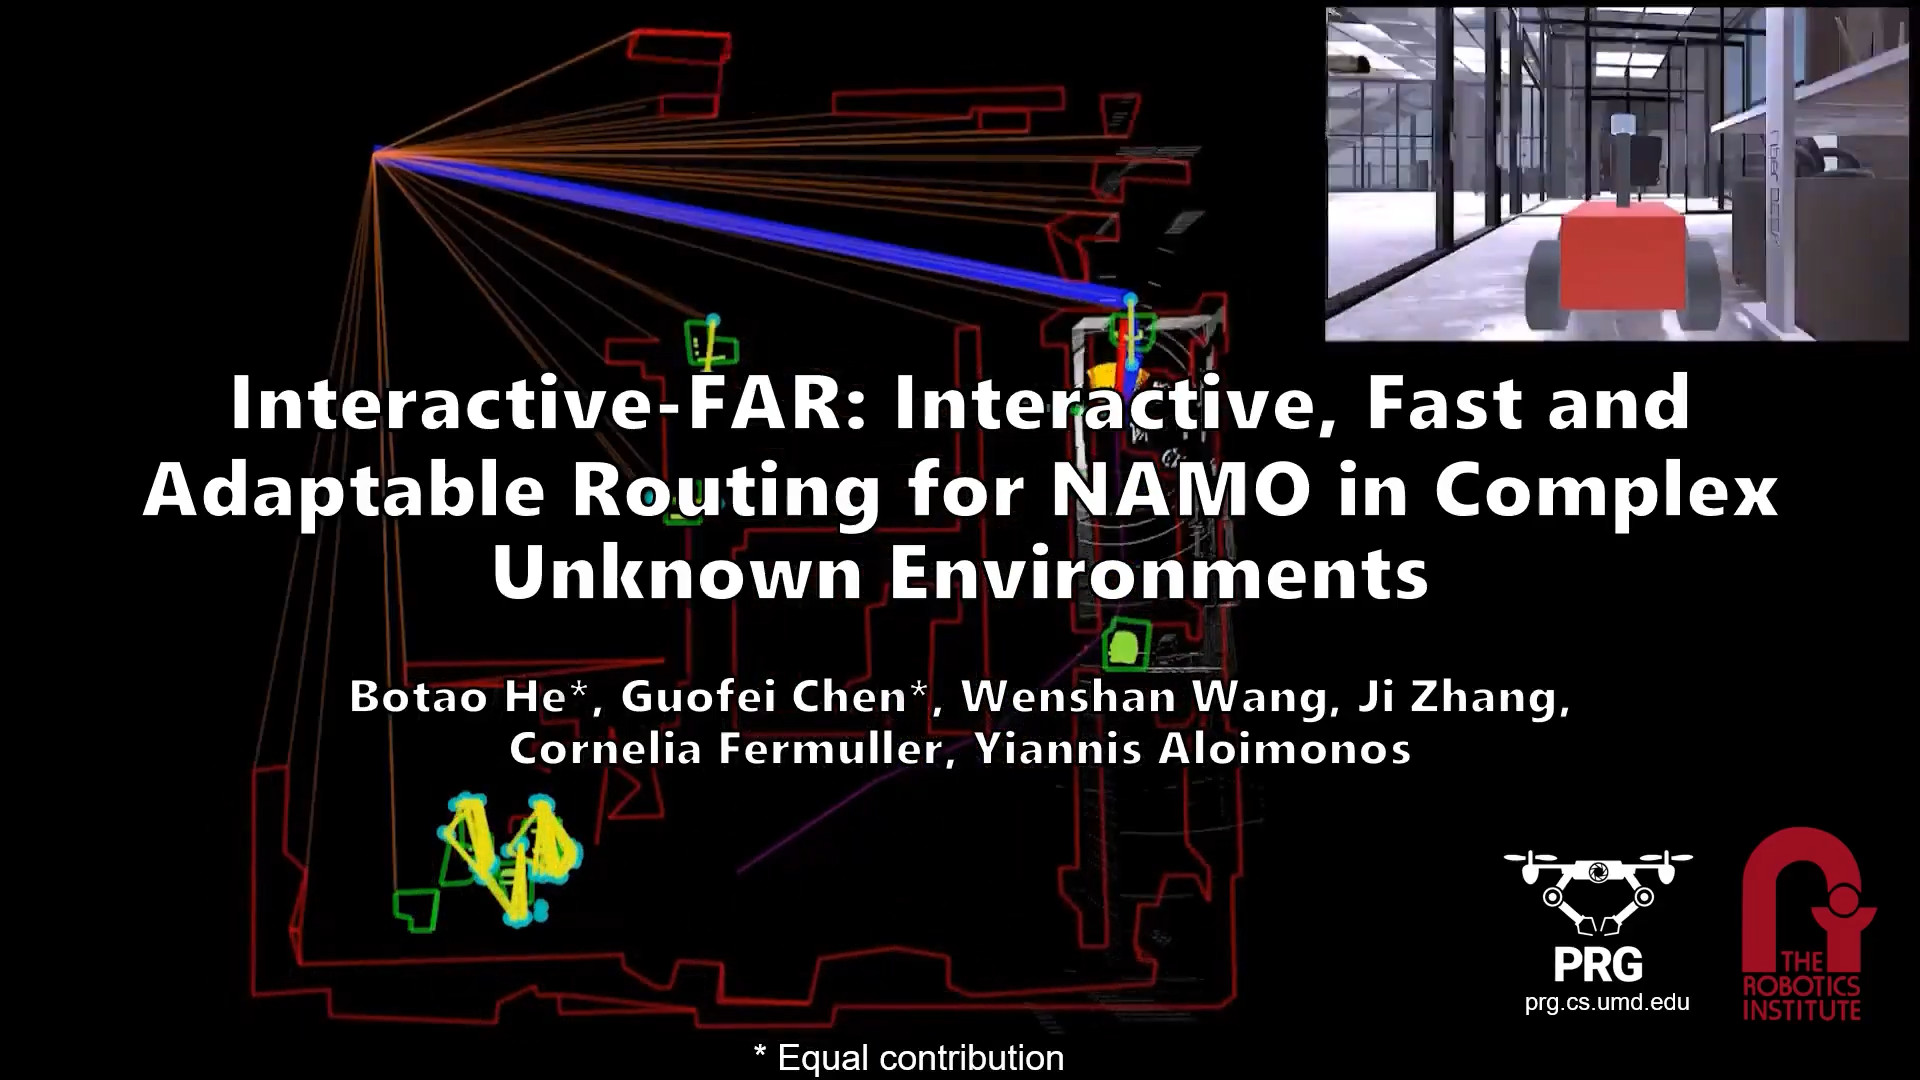 Interactive-FAR: Interactive, Fast and
Adaptable Routing for NAMO in Complex
Unknown Environments
Botao He*, Guofei Chen*, Wenshan Wang, Ji Zhang,
Cornelia Fermuller, Yiannis Aloimonos
PRG
prg.cs.umd.edu
THE
ROBOTICS
INSTITUTE
* Equal contribution